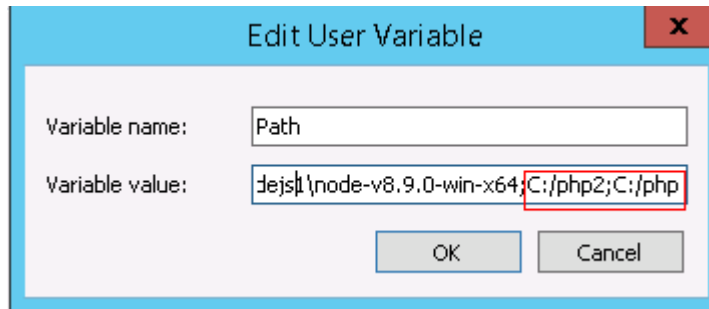 Edit User Variable
x
Variable name:
Path
Variable value:
dejs1\node-v8.9.0-win-x64;C:/php2;C:/php
OK
Cancel